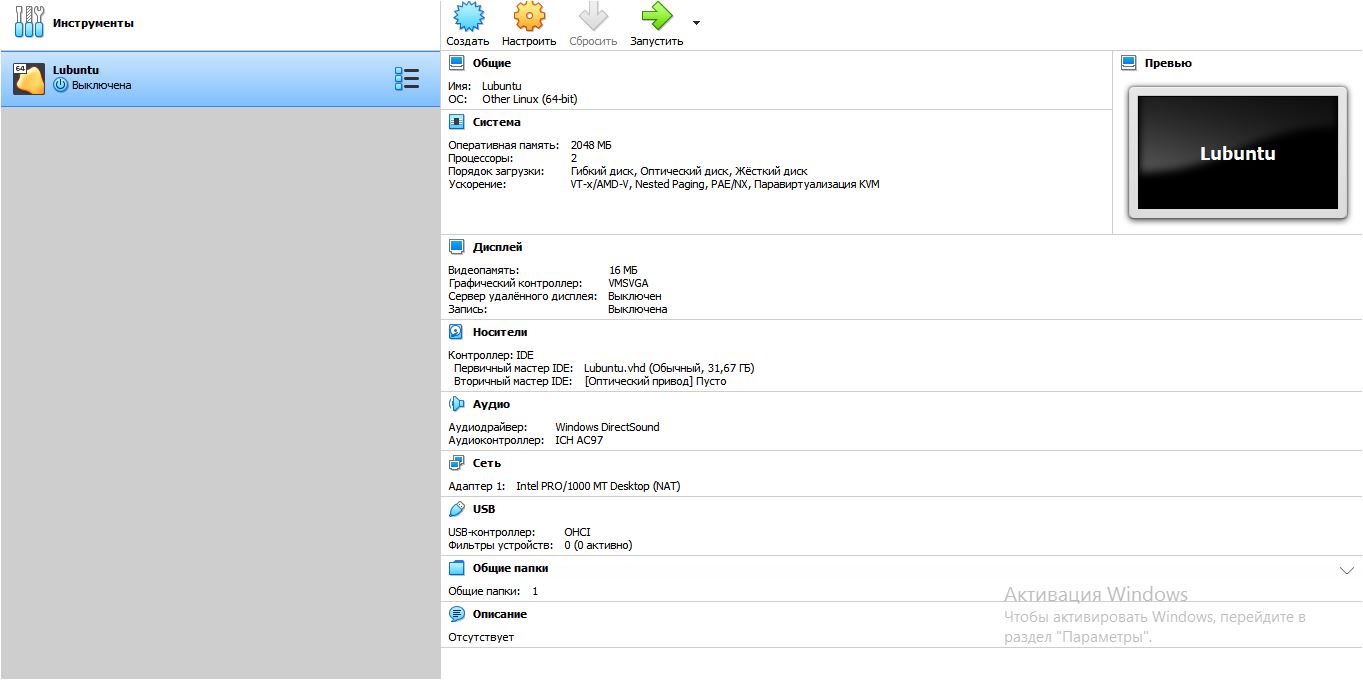 Инструменты
Создать Настроить Сбросить Запустить
64
Lubuntu
Выключена
Общие
Имя: Lubuntu
ОС: Other Linux (64-bit)
Превью
Lubuntu
Система
Оперативная память: 2048 МБ
Процессоры: 2
Порядок загрузки: Гибкий диск, Оптический диск, Жёсткий диск
Ускорение: VT-x/AMD-V, Nested Paging, PAE/NX, Паравиртуализация KVM
Дисплей
Видеопамять: 16 МБ
Графический контроллер: VMSVGA
Сервер удалённого дисплея: Выключен
Запись: Выключена
Носители
Контроллер: IDE
Первичный мастер IDE: Lubuntu.vhd (Обычный, 31,67 ГБ)
Вторичный мастер IDE: [Оптический привод] Пусто
Аудио
Аудиодрайвер: Windows DirectSound
Аудиоконтроллер: ICH AC97
Сеть
Адаптер 1: Intel PRO/1000 MT Desktop (NAT)
USB
USB-контроллер: OHCI
Фильтры устройств: 0 (0 активно)
Общие папки
Общие папки: 1
Описание
Отсутствует
Активация Windows
Чтобы активировать Windows, перейдите в
раздел "Параметры".